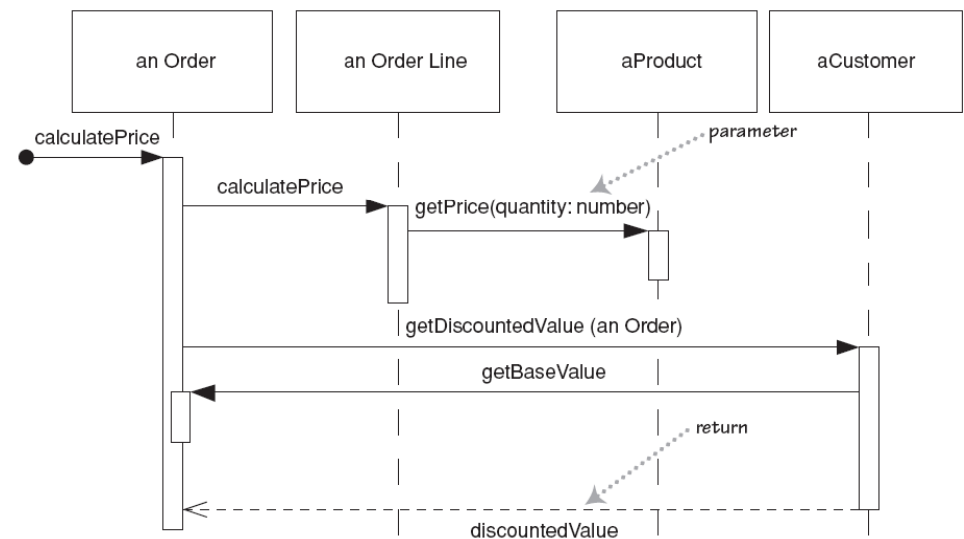 an Order
an Order Line
aProduct
aCustomer
calculatePrice
parameter
calculatePrice
getPrice(quantity: number)
getDiscountedValue (an Order)
getBaseValue
return
discountedValue